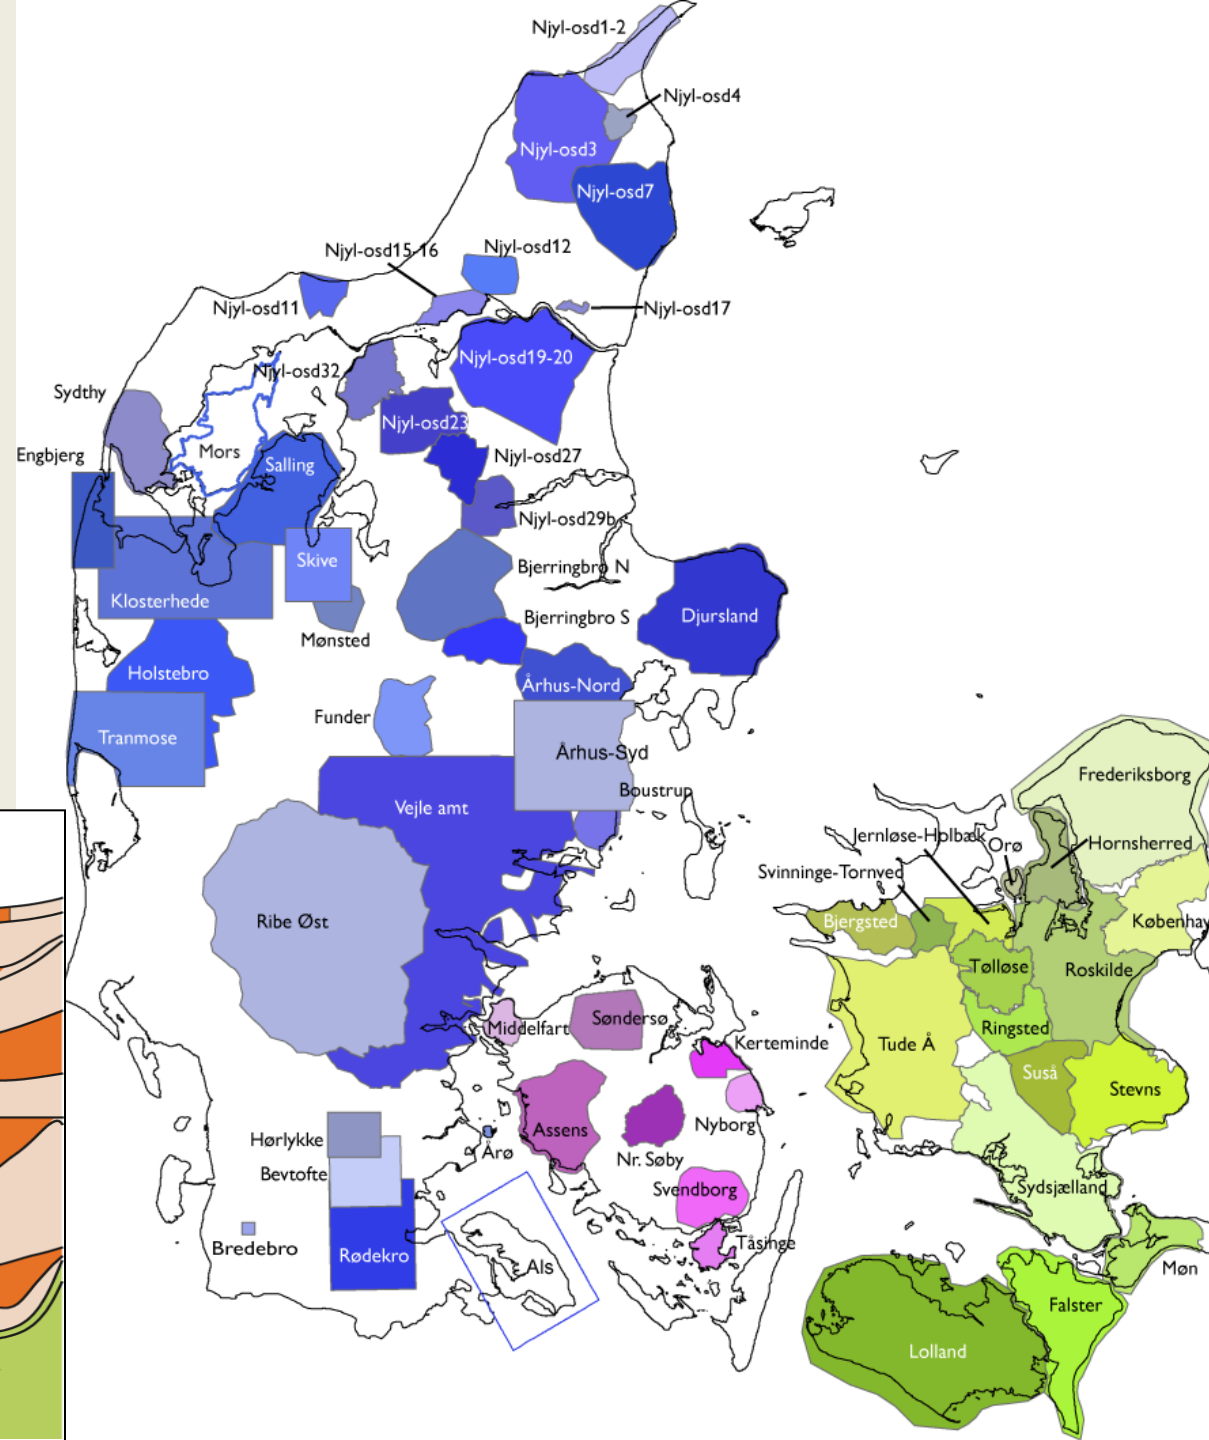 Njyl-osd1-2
Njyl-osd4
Njyl-osd3
Njyl-osd7
Njyl-osd15-16
Njyl-osd12
Njyl-osd11
Njyl-osd17
Njyl-osd32
Njyl-osd19-20
Sydthy
Njyl-osd23
Engbjerg
Mors
Salling
Njyl-osd27
Njyl-osd29b
Skive
Bjerringbro N
Klosterhede
Mønsted
Bjerringbro S
Djursland
Holstebro
Århus-Nord
Funder
Tranmose
Århus-Syd
Frederiksborg
Boustrup
Vejle amt
Jernløse-Holbæk
Orø
Hornsherred
Svinninge-Tornved
Ribe Øst
Bjergsted
Københav
Tølløse
Roskilde
Middelfart
Søndersø
Ringsted
Kerteminde
Tude Å
Suså
Stevns
Hørlykke
Årø
Assens
Nyborg
Bevtofte
Nr. Søby
Svendborg
Sydsjælland
Bredebro
Rødekro
Tåsinge
Als
Møn
Falster
Lolland